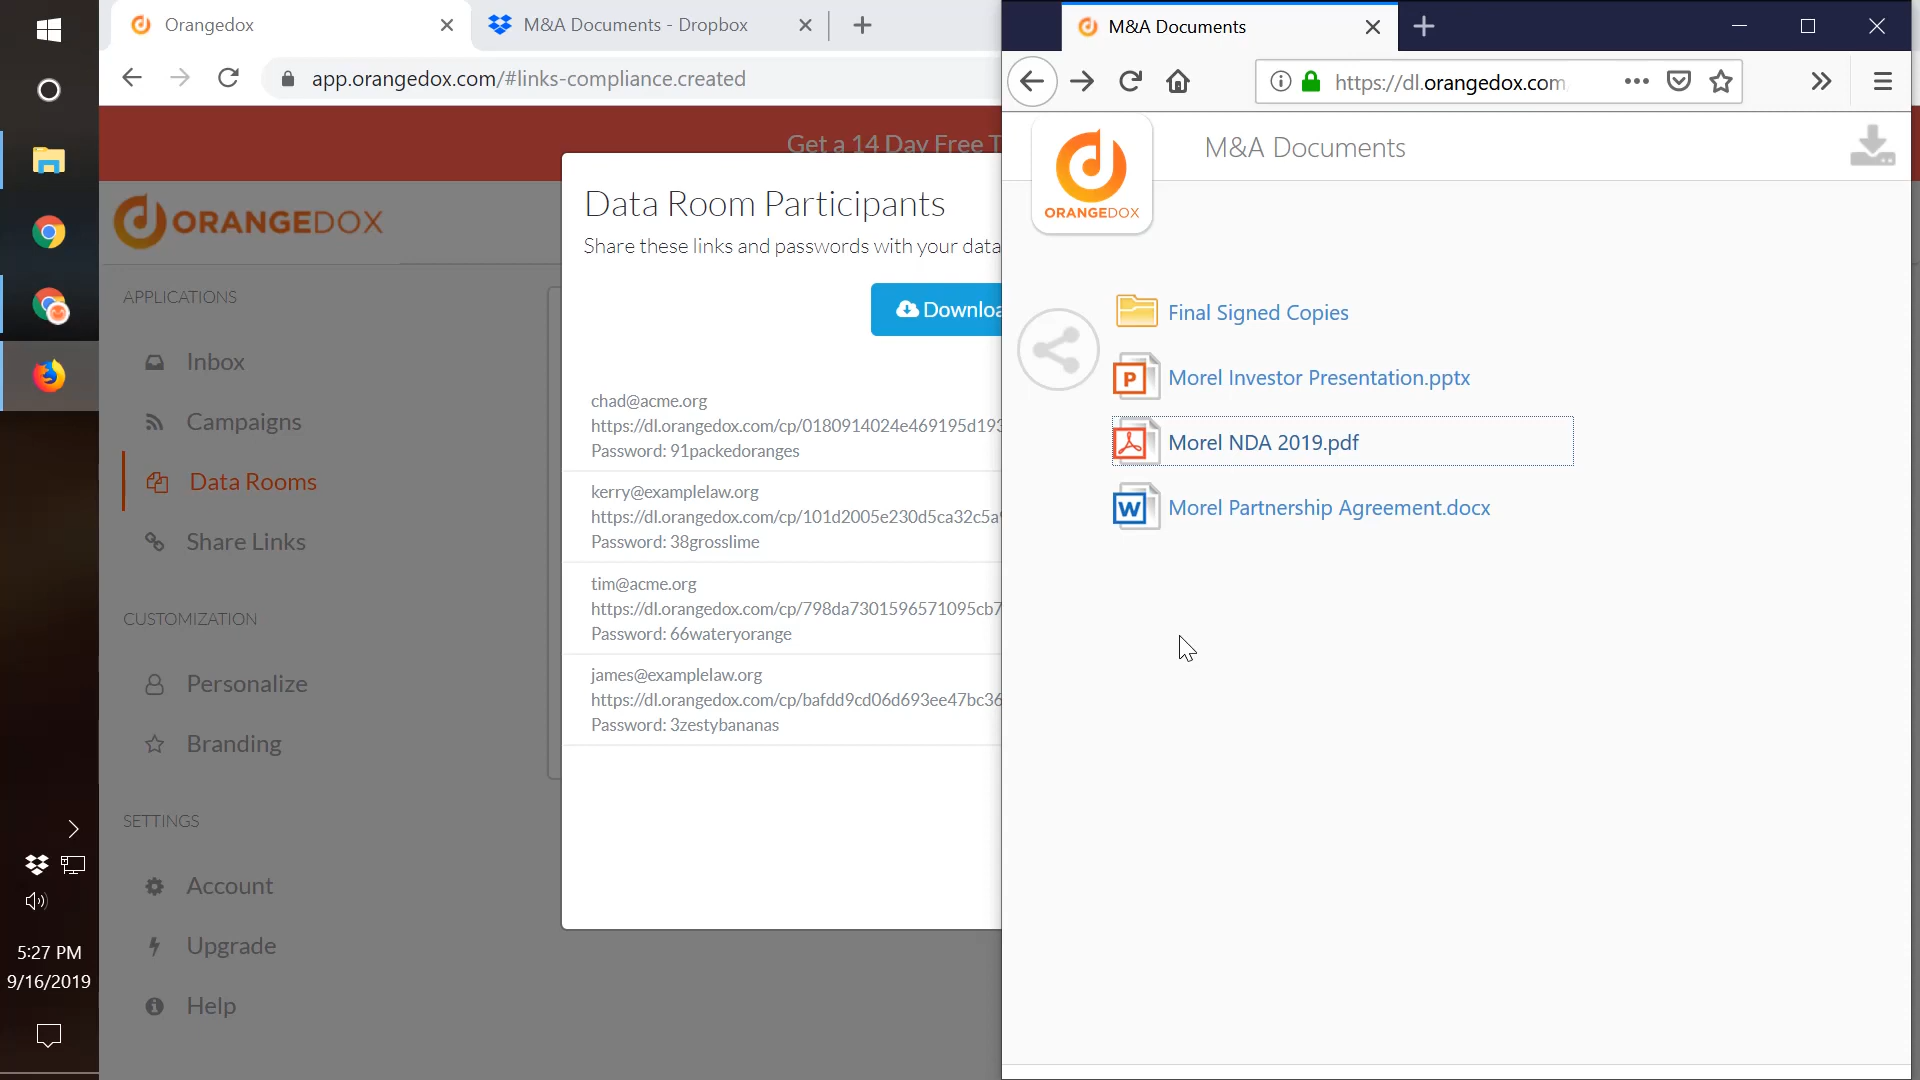 Orangedox
M&A Documents - Dropbox
app.orangedox.com/#links-compliance.created
Get a 14 Day Free T
ORANGEDOX
APPLICATIONS
Inbox
Campaigns
Data Rooms
Share Links
CUSTOMIZATION
Personalize
Branding
SETTINGS
Account
Upgrade
Help
5:27 PM
9/16/2019
Data Room Participants
Share these links and passwords with your data
Downloa
chad@acme.org
https://dl.orangedox.com/cp/0180914024e469195d193
Password: 91packedoranges
kerry@examplelaw.org
https://dl.orangedox.com/cp/101d2005e230d5ca32c5a
Password: 38grosslime
tim@acme.org
https://dl.orangedox.com/cp/798da7301596571095cb7
Password: 66wateryorange
james@examplelaw.org
https://dl.orangedox.com/cp/bafdd9cd06d693ee47bc36
Password: 3zestybananas
M&A Documents
https://dl.orangedox.com
ORANGEDOX
M&A Documents
Final Signed Copies
P
Morel Investor Presentation.pptx
Morel NDA 2019.pdf
W
Morel Partnership Agreement.docx